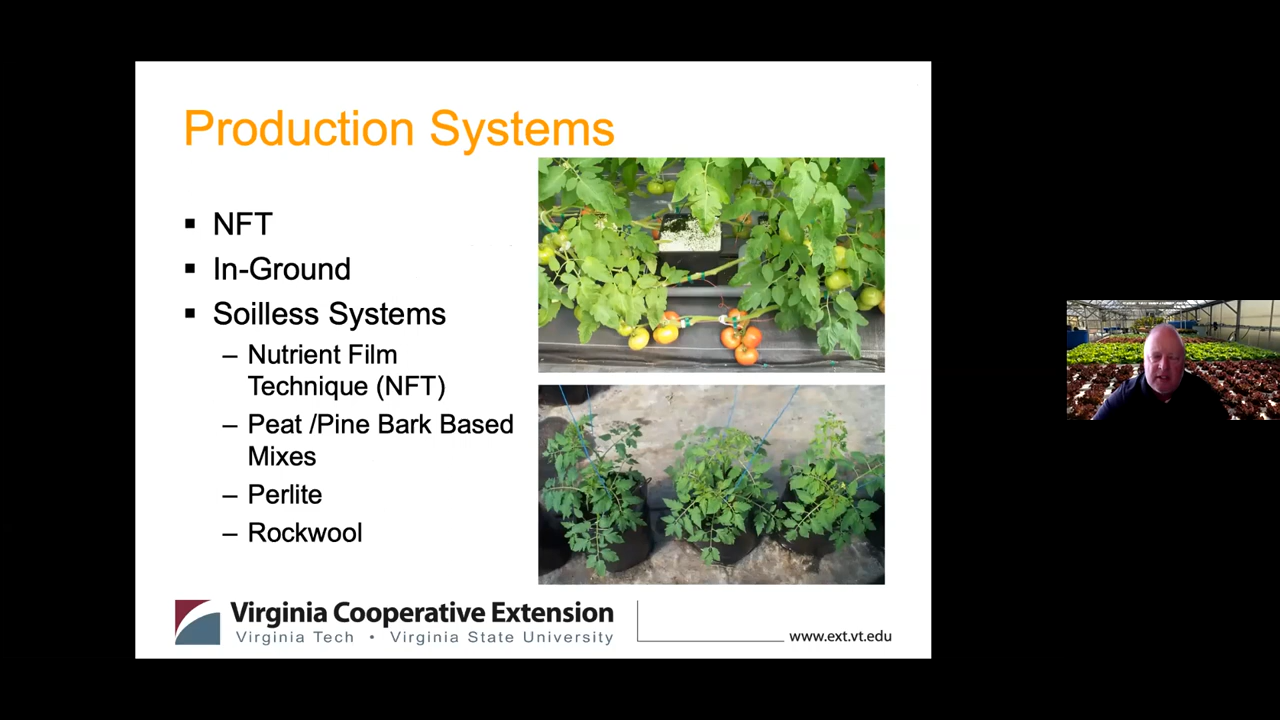 Production Systems
▪ NFT
▪ In-Ground
▪ Soilless Systems
– Nutrient Film
Technique (NFT)
– Peat /Pine Bark Based
Mixes
– Perlite
– Rockwool
Virginia Cooperative Extension
Virginia Tech • Virginia State University
www.ext.vt.edu